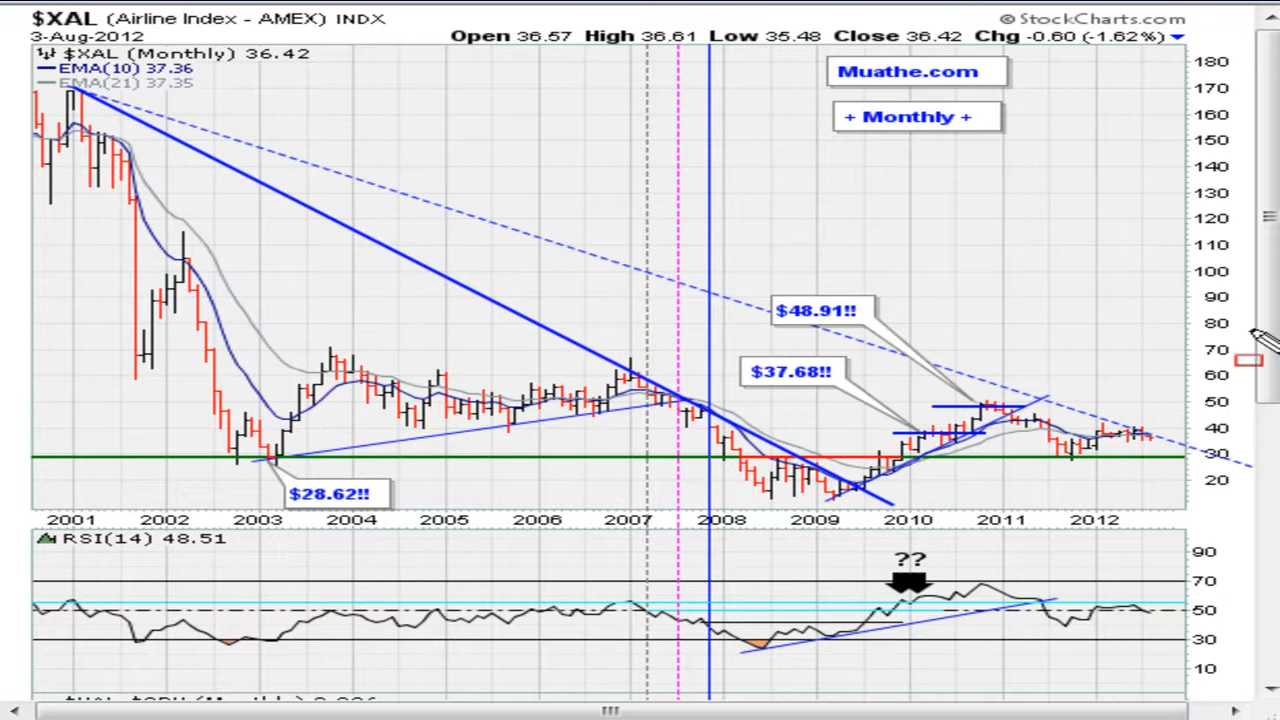 $XAL (Airline Index - AMEX) INDX
© StockCharts.com
3-Aug-2012
Open 36.57 High 36.61 Low 35.48 Close 36.42 Chg -0.60 (-1.62%)
$XAL (Monthly) 36.42
EMA(10) 37.36
EMA(21) 37.35
Muathe.com
+ Monthly +
180
170
160
150
140
130
120
110
100
90
80
70
60
50
40
30
20
$48.91!!
$37.68!!
$28.62!!
2001 2002 2003 2004 2005 2006 2007 2008 2009 2010 2011 2012
RSI(14) 48.51
??
90
70
50
30
10